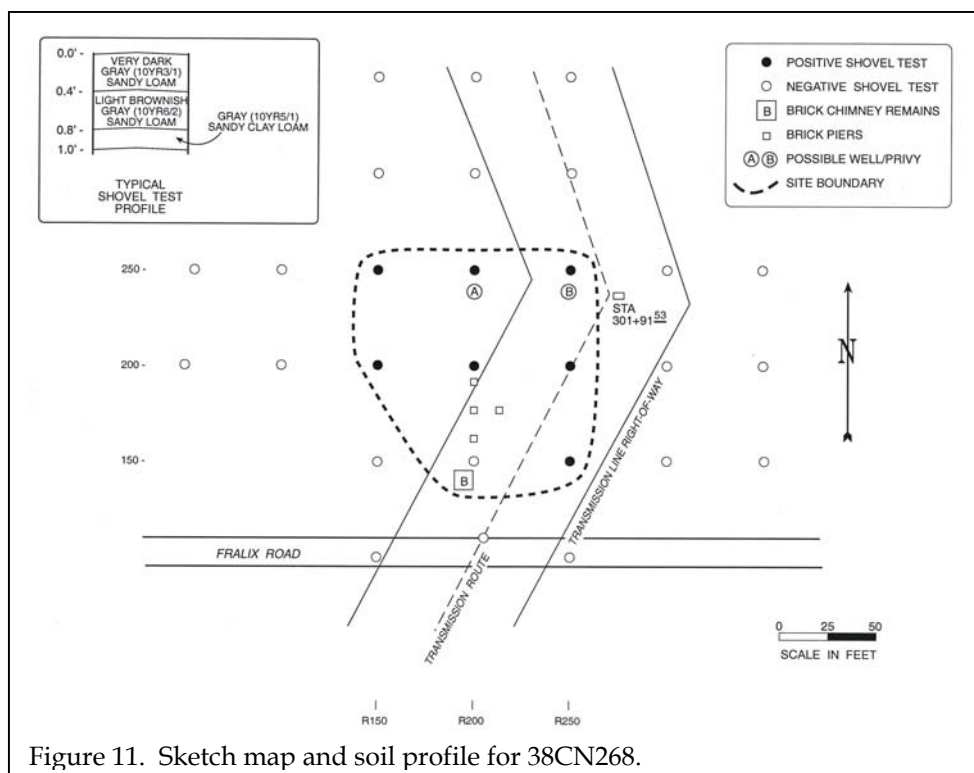 0.0' -
VERY DARK
GRAY (10YR3/1)
SANDY LOAM
0.4' -
LIGHT BROWNISH
GRAY (10YR6/2)
SANDY LOAM
0.8' -
1.0' -
GRAY (10YR5/1)
SANDY CLAY LOAM
TYPICAL
SHOVEL TEST
PROFILE
POSITIVE SHOVEL TEST
NEGATIVE SHOVEL TEST
B BRICK CHIMNEY REMAINS
BRICK PIERS
A B POSSIBLE WELL/PRIVY
SITE BOUNDARY
250-
A
B
STA
301+91 53
N
200-
150-
B
TRANSMISSION LINE RIGHT-OF-WAY
FRALIX ROAD
TRANSMISSION ROUTE
0 25 50
SCALE IN FEET
R150 R200 R250
Figure 11. Sketch map and soil profile for 38CN268.